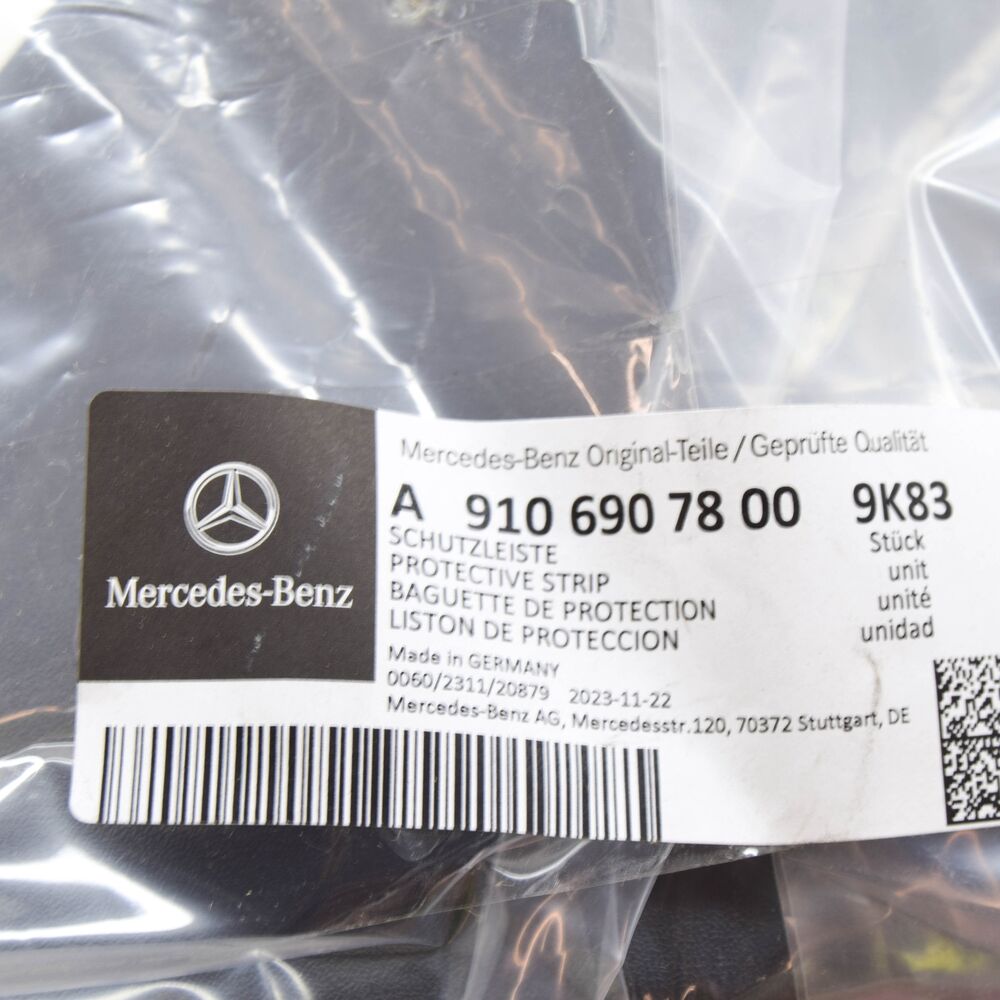 Mercedes-Benz
Mercedes-Benz Original-Teile / Geprüfte Qualität
A 910 690 78 00 9K83
SCHUTZLEISTE Stück
PROTECTIVE STRIP unit
BAGUETTE DE PROTECTION unité
LISTON DE PROTECCION unidad
Made in GERMANY
0060/2311/20879 2023-11-22
Mercedes-Benz AG, Mercedesstr.120, 70372 Stuttgart, DE